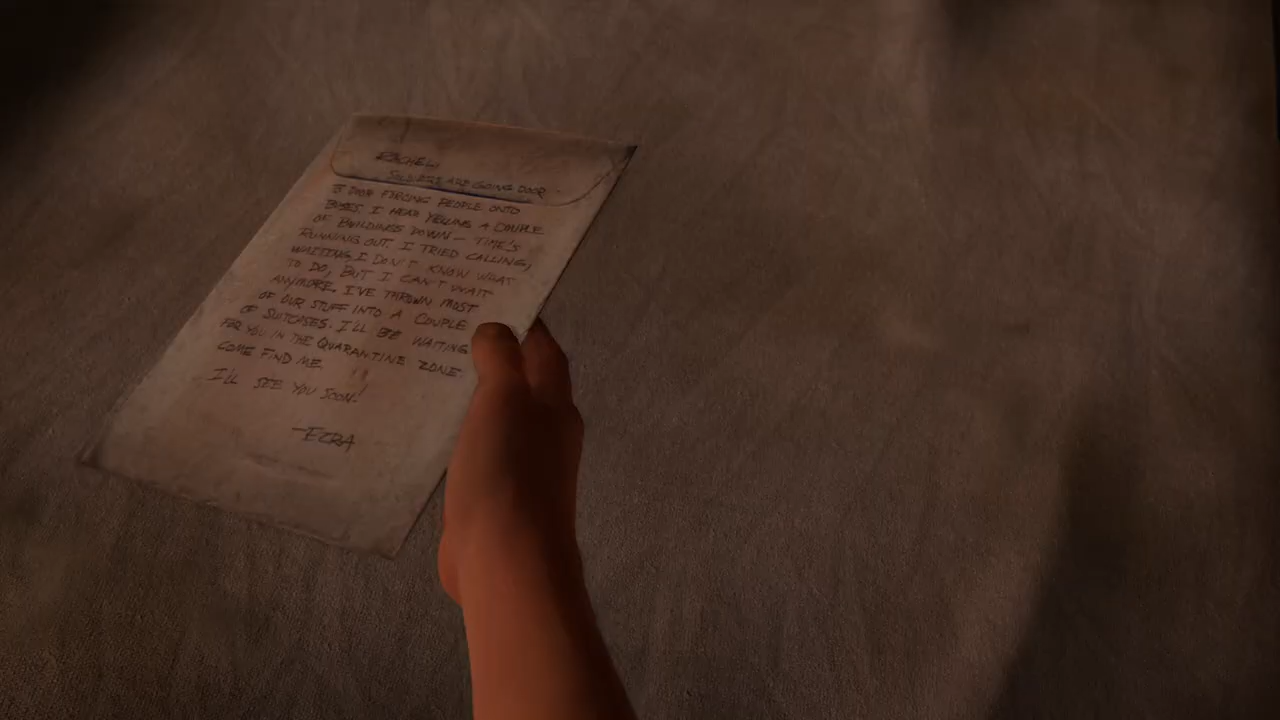 RACHEL,
SOLDIERS ARE GOING DOOR
TO DOOR FORCING PEOPLE ONTO
BUSES. I HEAR YELLING A COUPLE
OF BUILDINGS DOWN — TIME'S
RUNNING OUT. I TRIED CALLING,
WAITING, I DON'T KNOW WHAT
TO DO, BUT I CAN'T WAIT
ANYMORE. I'VE THROWN MOST
OF OUR STUFF INTO A COUPLE
OF SUITCASES. I'LL BE WAITING
FOR YOU IN THE QUARANTINE ZONE.
COME FIND ME.
I'LL SEE YOU SOON!
—EZRA